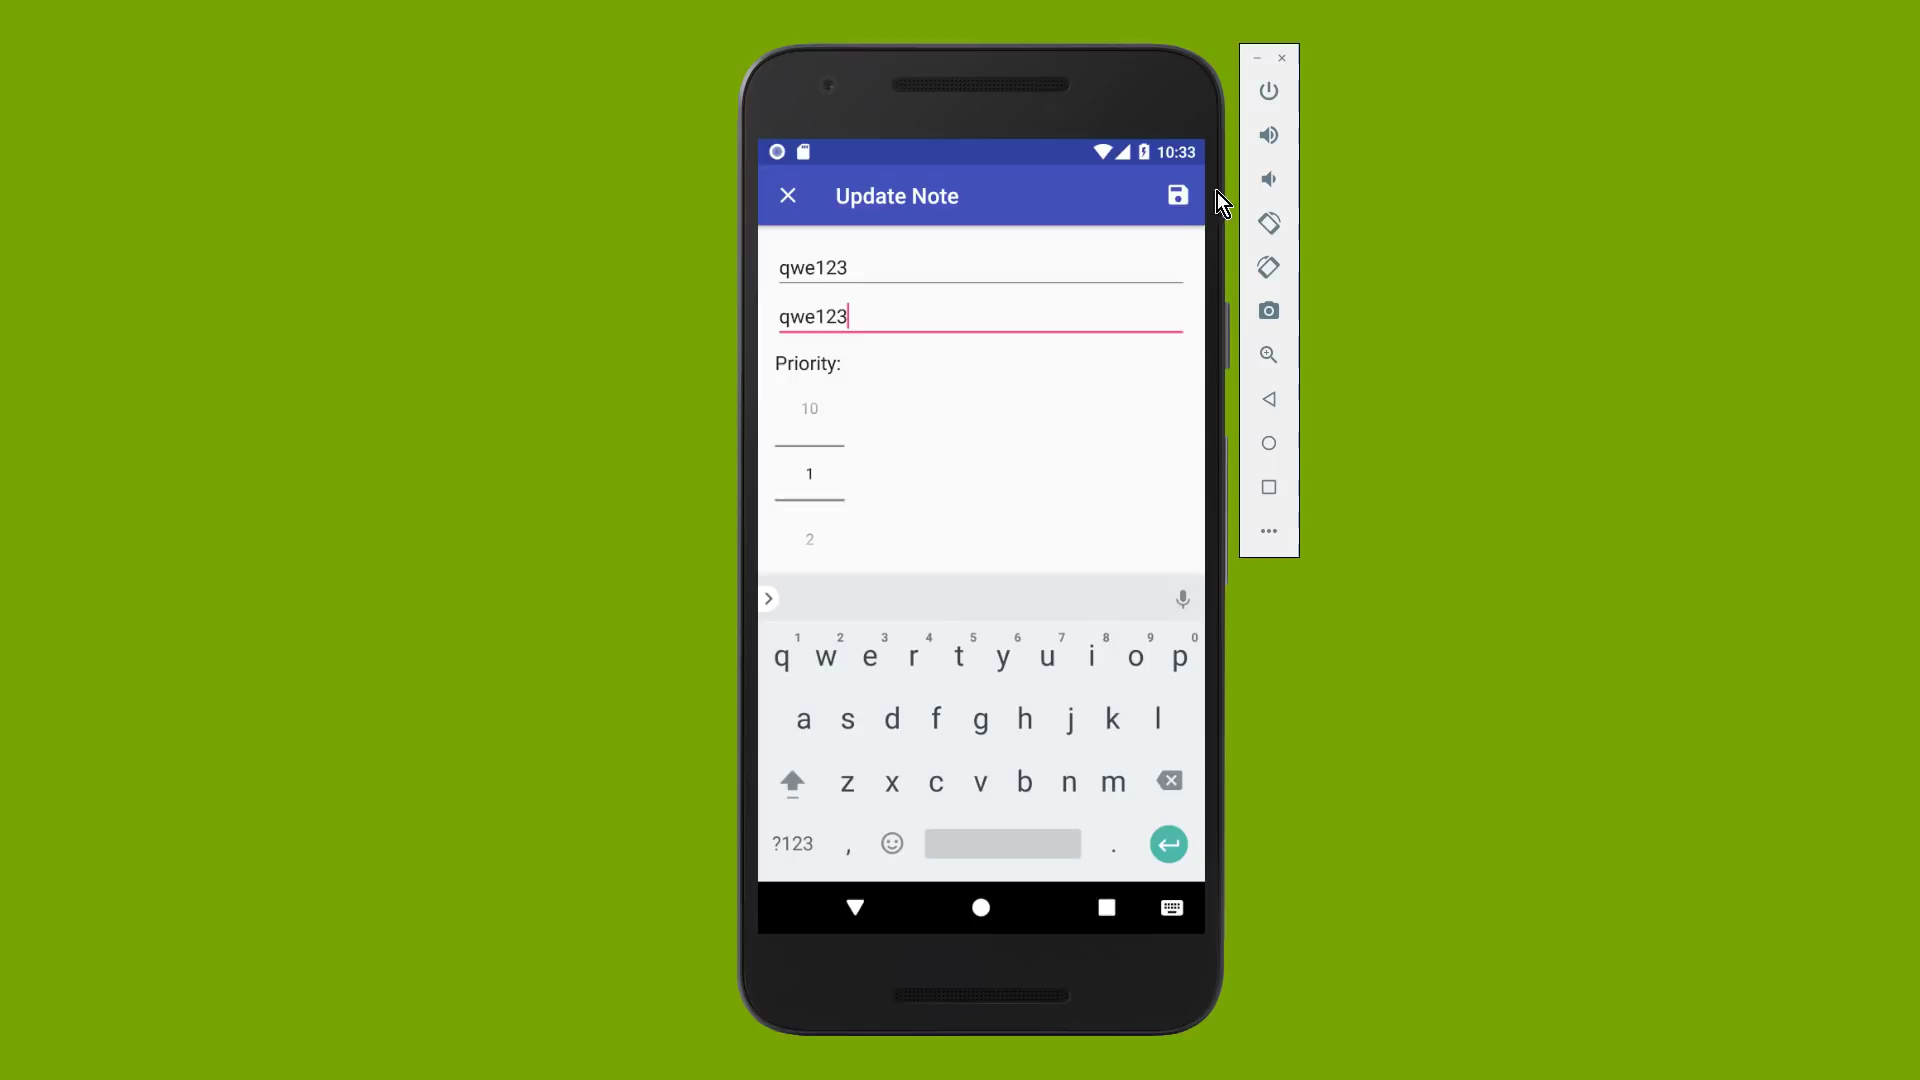 10:33
Update Note
qwe123
qwe123
Priority:
10
1
2
1 2 3 4 5 6 7 8 9 0
q w e r t y u i o p
a s d f g h j k l
z x c v b n m
?123 , .